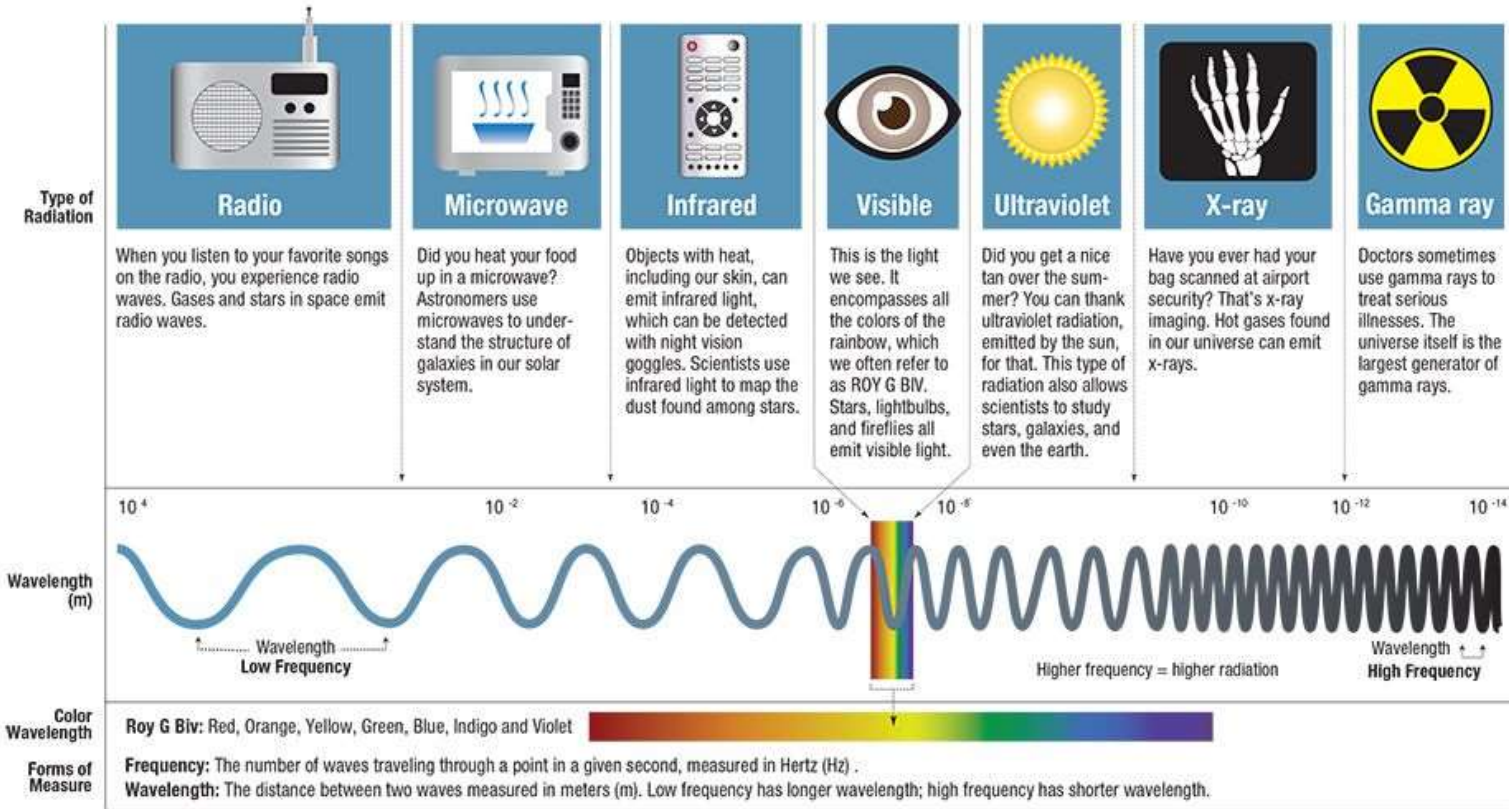 Type of
Radiation
Radio
Microwave
Infrared
Visible
Ultraviolet
X-ray
Gamma ray
When you listen to your favorite songs
on the radio, you experience radio
waves. Gases and stars in space emit
radio waves.
Did you heat your food
up in a microwave?
Astronomers use
microwaves to under-
stand the structure of
galaxies in our solar
system.
Objects with heat,
including our skin, can
emit infrared light,
which can be detected
with night vision
goggles. Scientists use
infrared light to map the
dust found among stars.
This is the light
we see. It
encompasses all
the colors of the
rainbow, which
we often refer to
as ROY G BIV.
Stars, lightbulbs,
and fireflies all
emit visible light.
Did you get a nice
tan over the sum-
mer? You can thank
ultraviolet radiation,
emitted by the sun,
for that. This type of
radiation also allows
scientists to study
stars, galaxies, and
even the earth.
Have you ever had your
bag scanned at airport
security? That's x-ray
imaging. Hot gases found
in our universe can emit
x-rays.
Doctors sometimes
use gamma rays to
treat serious
illnesses. The
universe itself is the
largest generator of
gamma rays.
10⁴ 10⁻² 10⁻⁴ 10⁻⁶ 10⁻⁸ 10⁻¹⁰ 10⁻¹² 10⁻¹⁴
Wavelength
(m)
Wavelength
Low Frequency
Higher frequency = higher radiation
Wavelength
High Frequency
Color
Wavelength
Roy G Biv: Red, Orange, Yellow, Green, Blue, Indigo and Violet
Forms of
Measure
Frequency: The number of waves traveling through a point in a given second, measured in Hertz (Hz) .
Wavelength: The distance between two waves measured in meters (m). Low frequency has longer wavelength; high frequency has shorter wavelength.